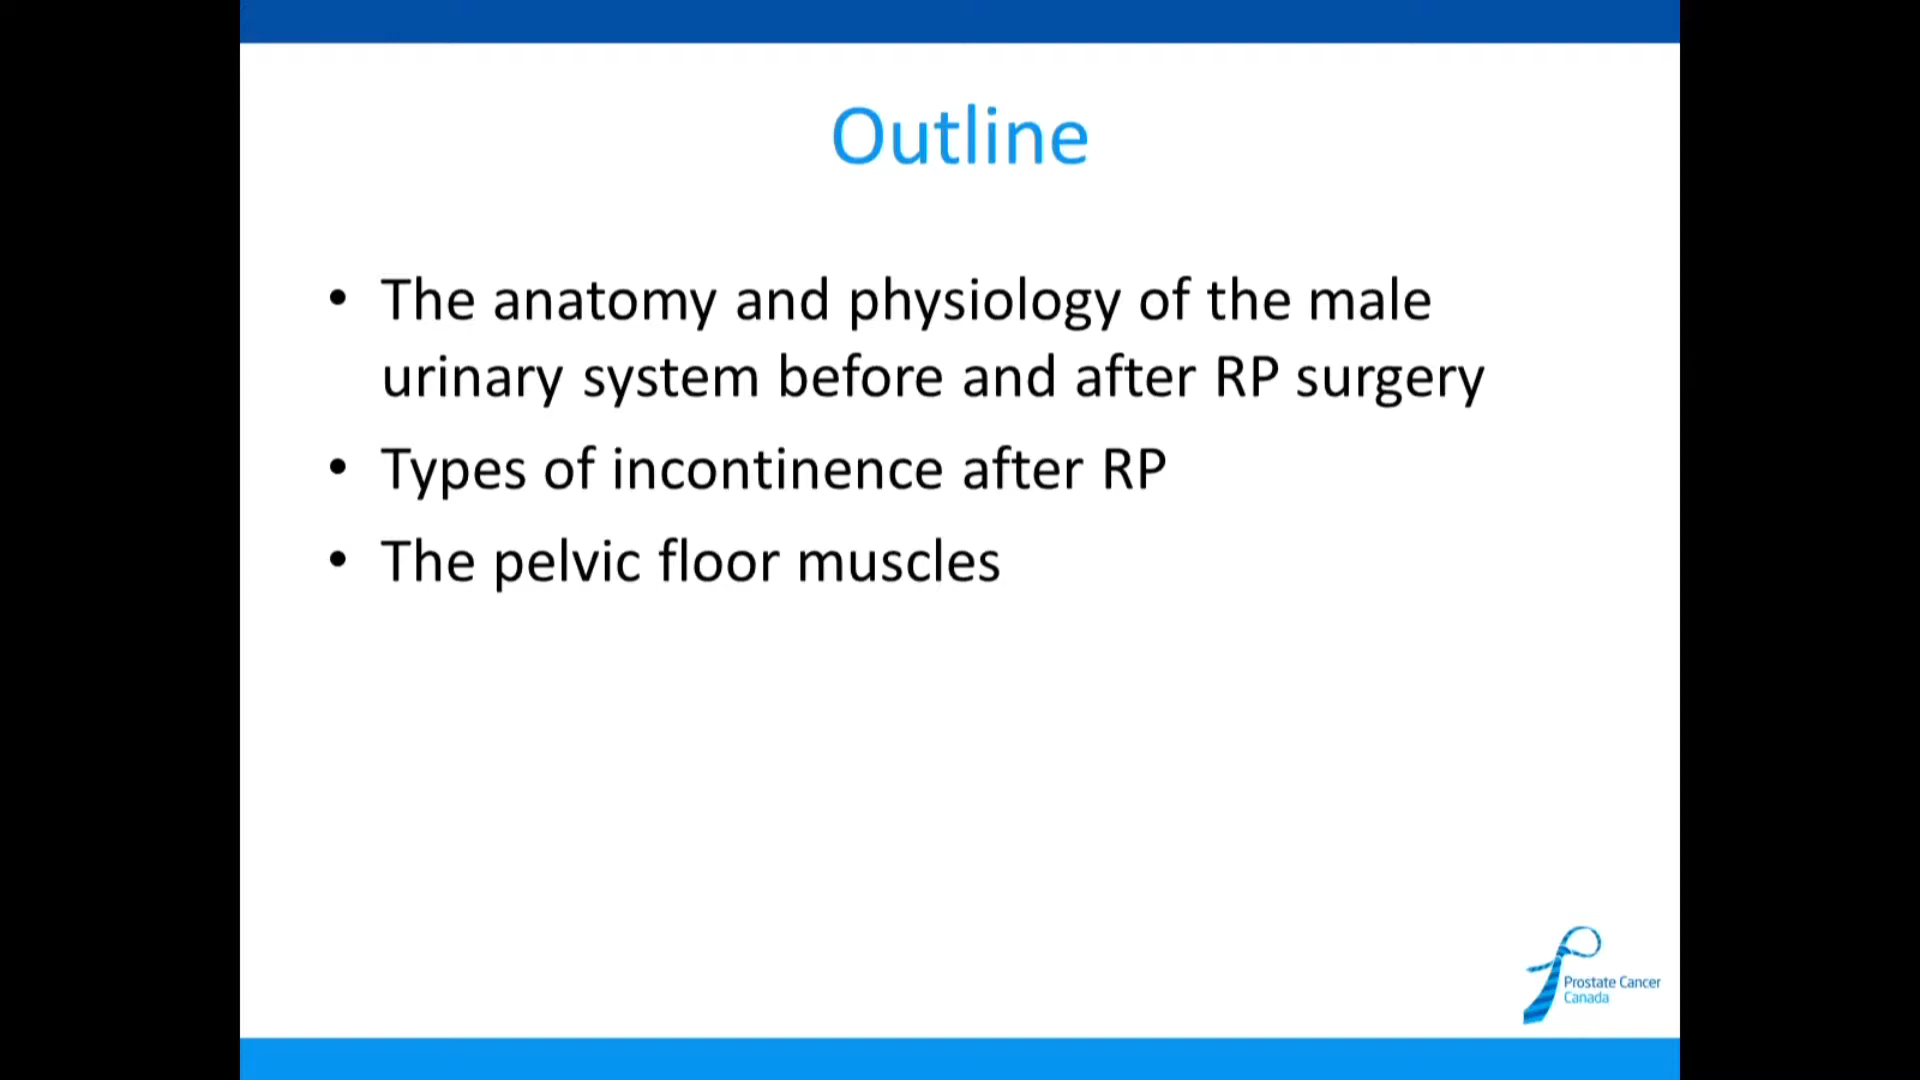 Outline
• The anatomy and physiology of the male
urinary system before and after RP surgery
• Types of incontinence after RP
• The pelvic floor muscles
Prostate Cancer
Canada